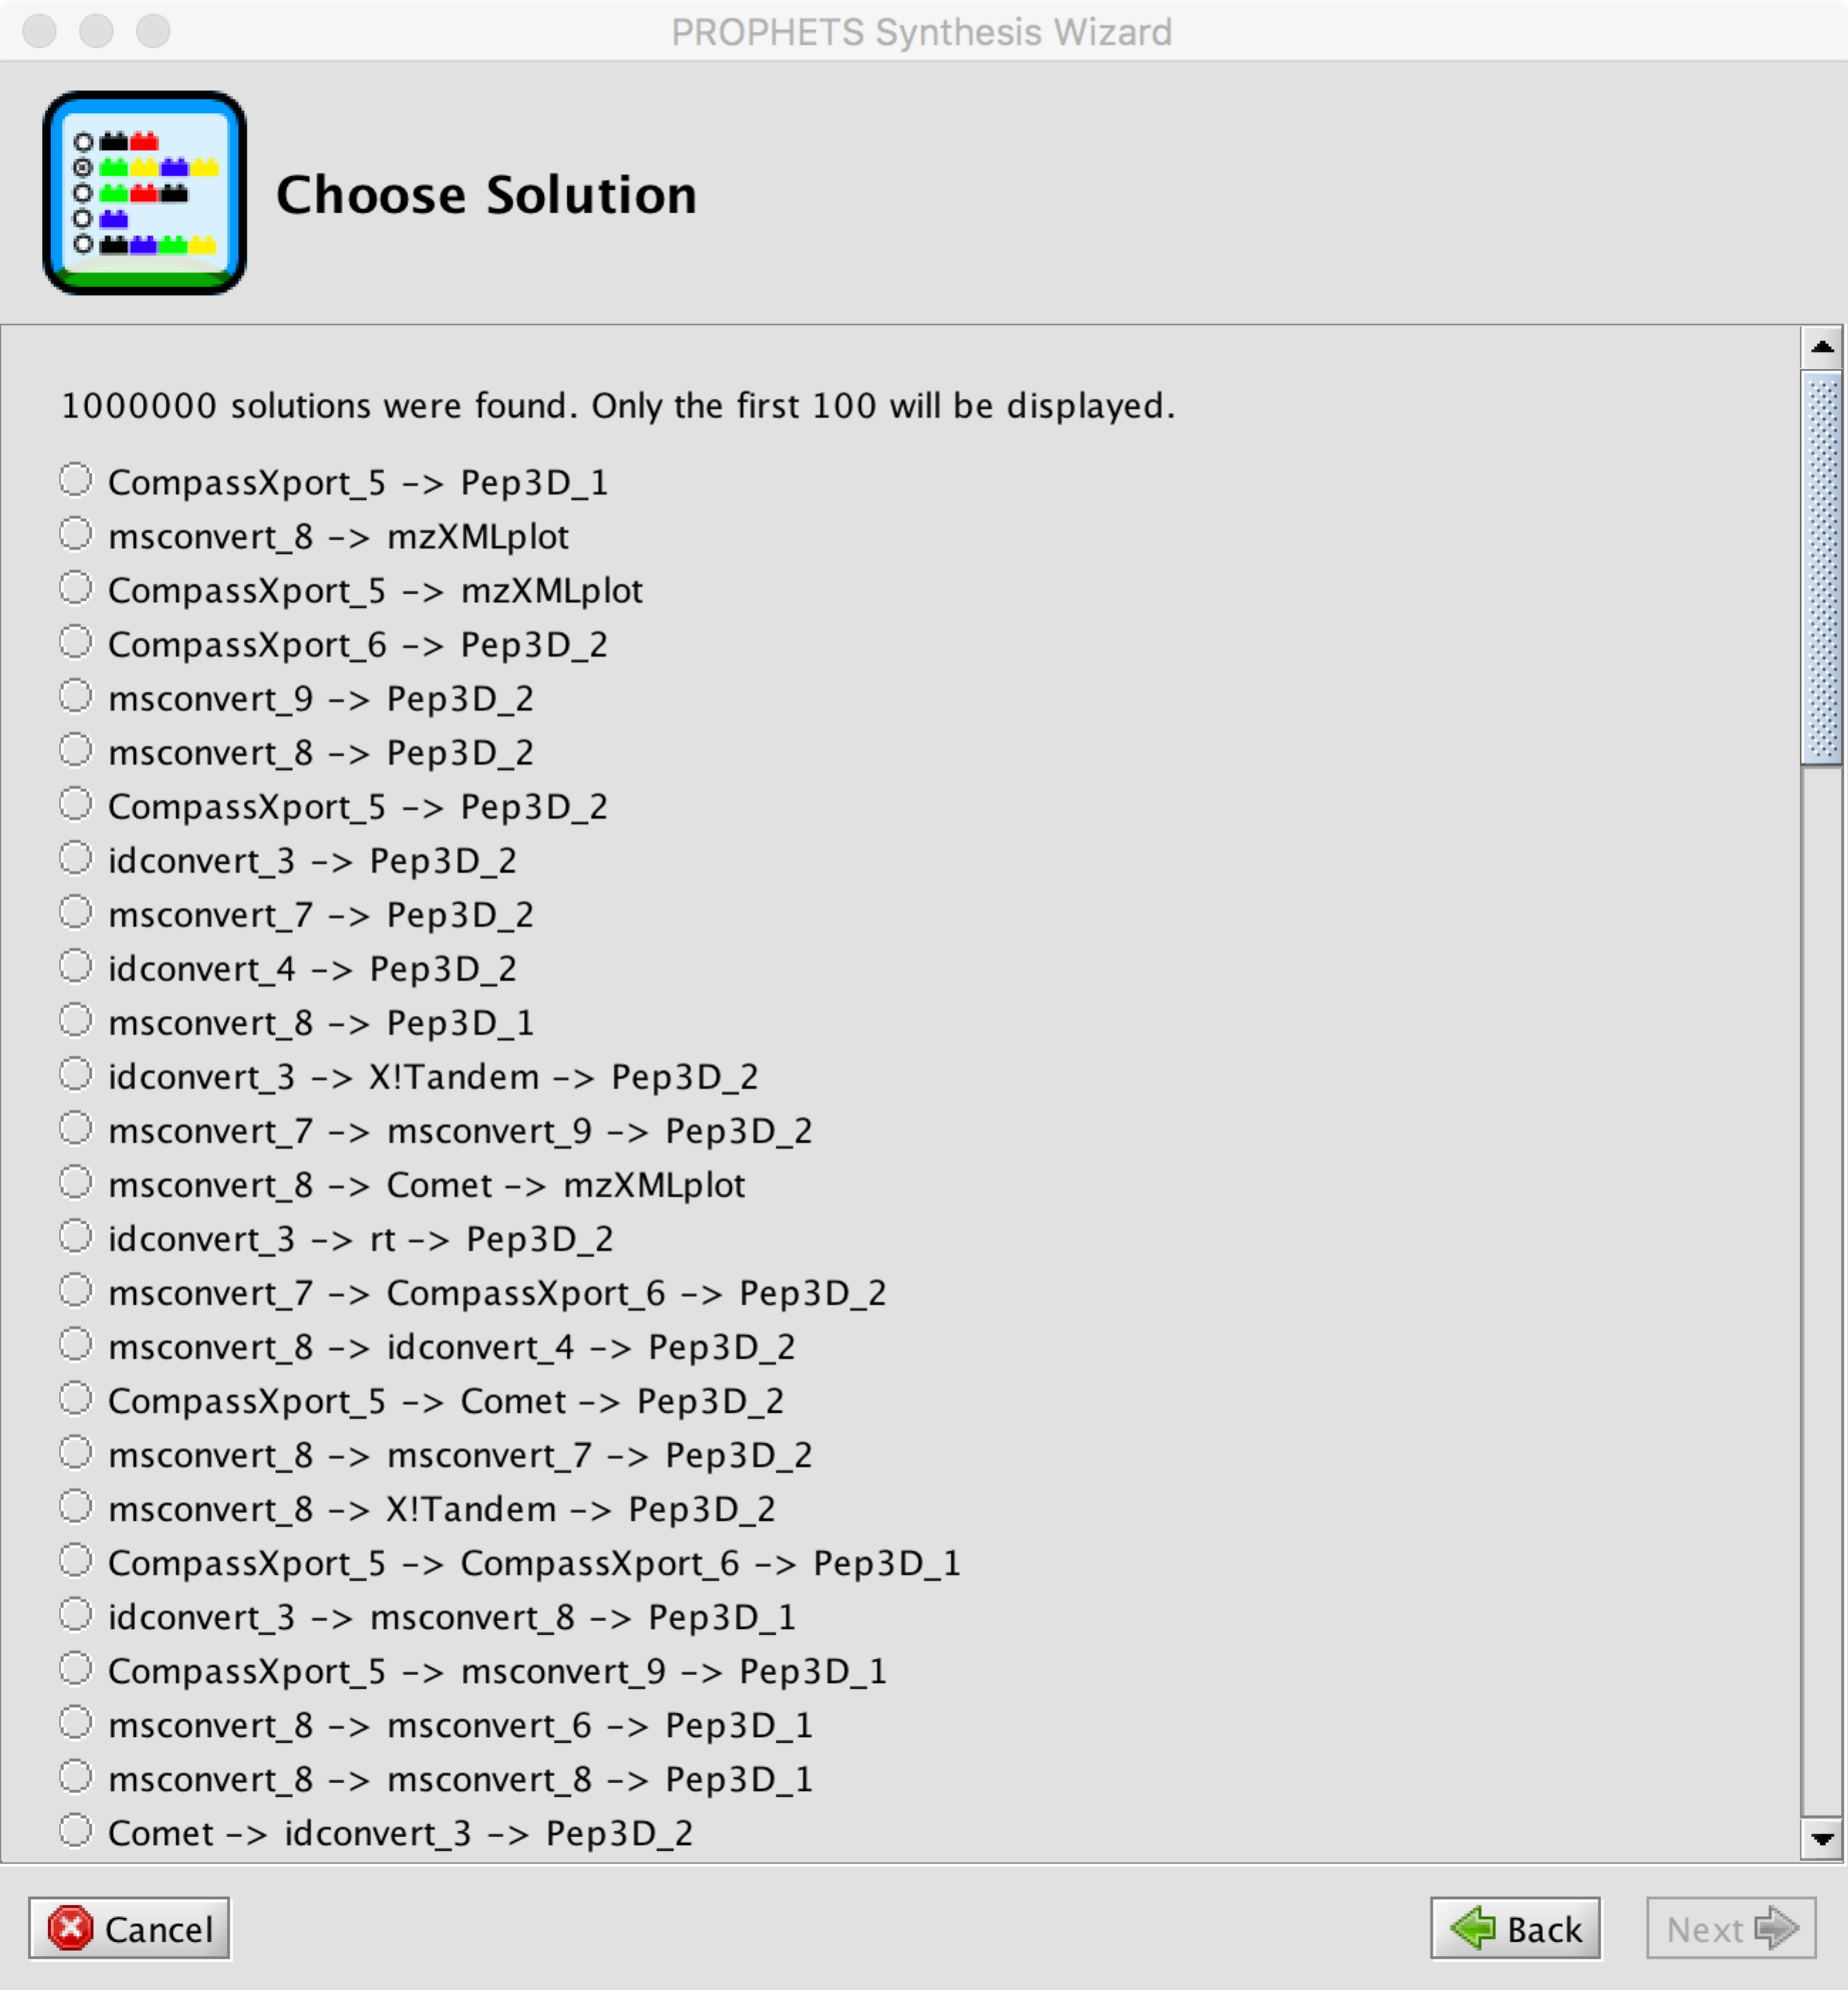 PROPHETS Synthesis Wizard
Choose Solution
1000000 solutions were found. Only the first 100 will be displayed.
CompassXport_5 -> Pep3D_1
msconvert_8 -> mzXMLplot
CompassXport_5 -> mzXMLplot
CompassXport_6 -> Pep3D_2
msconvert_9 -> Pep3D_2
msconvert_8 -> Pep3D_2
CompassXport_5 -> Pep3D_2
idconvert_3 -> Pep3D_2
msconvert_7 -> Pep3D_2
idconvert_4 -> Pep3D_2
msconvert_8 -> Pep3D_1
idconvert_3 -> X!Tandem -> Pep3D_2
msconvert_7 -> msconvert_9 -> Pep3D_2
msconvert_8 -> Comet -> mzXMLplot
idconvert_3 -> rt -> Pep3D_2
msconvert_7 -> CompassXport_6 -> Pep3D_2
msconvert_8 -> idconvert_4 -> Pep3D_2
CompassXport_5 -> Comet -> Pep3D_2
msconvert_8 -> msconvert_7 -> Pep3D_2
msconvert_8 -> X!Tandem -> Pep3D_2
CompassXport_5 -> CompassXport_6 -> Pep3D_1
idconvert_3 -> msconvert_8 -> Pep3D_1
CompassXport_5 -> msconvert_9 -> Pep3D_1
msconvert_8 -> msconvert_6 -> Pep3D_1
msconvert_8 -> msconvert_8 -> Pep3D_1
Comet -> idconvert_3 -> Pep3D_2
Cancel
Back
Next